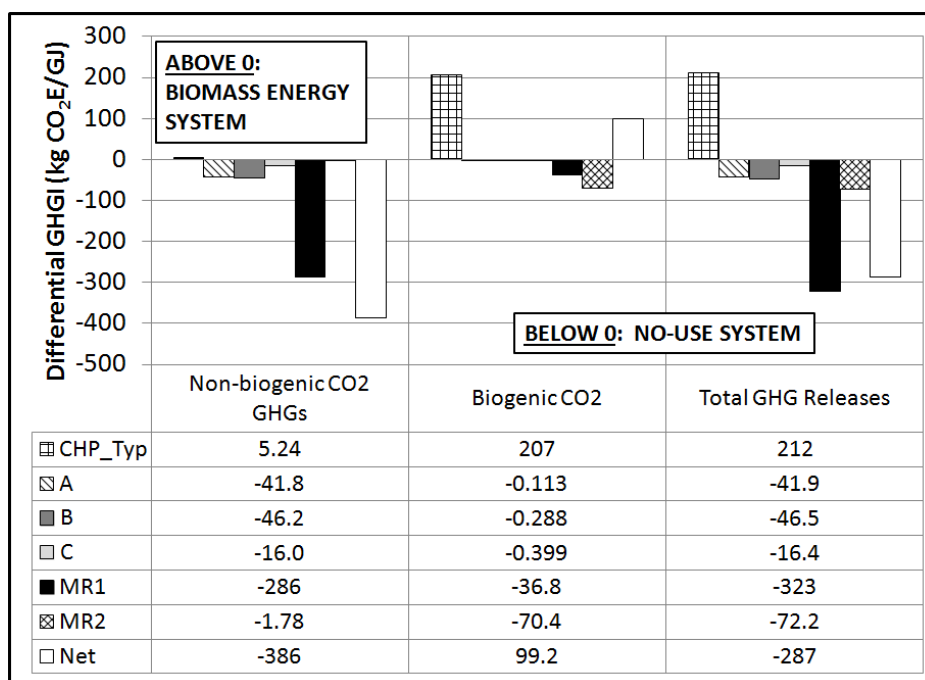 Differential GHGI (kg CO₂E/GJ)
300
200
100
0
-100
-200
-300
-400
-500
ABOVE 0:
BIOMASS ENERGY
SYSTEM
BELOW 0: NO-USE SYSTEM
Non-biogenic CO2
GHGs
Biogenic CO2
Total GHG Releases
CHP_Typ 5.24 207 212
A -41.8 -0.113 -41.9
B -46.2 -0.288 -46.5
C -16.0 -0.399 -16.4
MR1 -286 -36.8 -323
MR2 -1.78 -70.4 -72.2
Net -386 99.2 -287